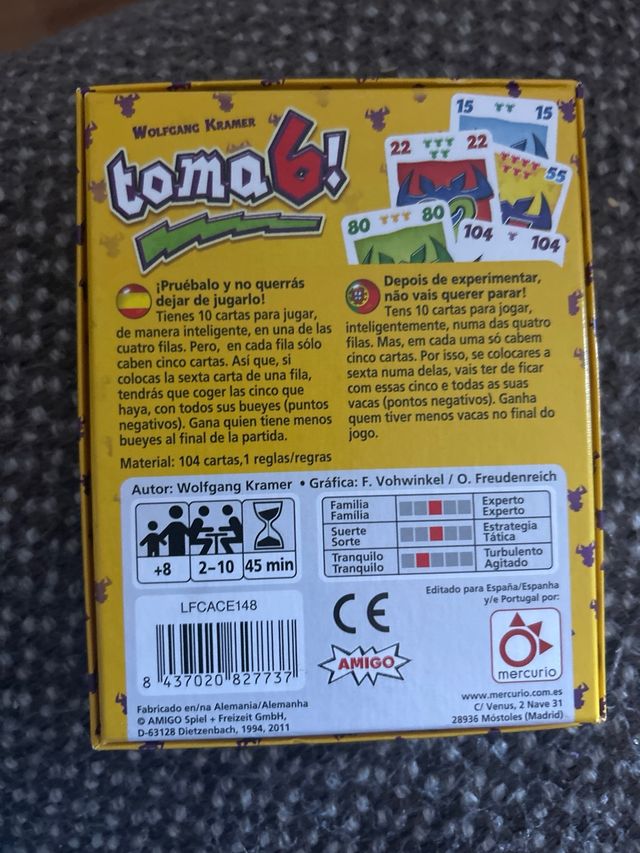 WOLFGANG KRAMER
toma 6!
15 15
22 22
55
80 80
104 104
¡Pruébalo y no querrás
dejar de jugarlo!
Tienes 10 cartas para jugar,
de manera inteligente, en una de las
cuatro filas. Pero, en cada fila sólo
caben cinco cartas. Así que, si
colocas la sexta carta de una fila,
tendrás que coger las cinco que
haya, con todos sus bueyes (puntos
negativos). Gana quien tiene menos
bueyes al final de la partida.
Depois de experimentar,
não vais querer parar!
Tens 10 cartas para jogar,
inteligentemente, numa das quatro
filas. Mas, em cada uma só cabem
cinco cartas. Por isso, se colocares a
sexta numa delas, vais ter de ficar
com essas cinco e todas as suas
vacas (pontos negativos). Ganha
quem tiver menos vacas no final do
jogo.
Material: 104 cartas,1 reglas/regras
Autor: Wolfgang Kramer • Gráfica: F. Vohwinkel / O. Freudenreich
+8
2–10
45 min
Familia Experto
Família Experto
Suerte Estrategia
Sorte Tática
Tranquilo Turbulento
Tranquilo Agitado
LFCACE148
8 437020 827737
CE
AMIGO
Editado para España/Espanha
y/e Portugal por:
mercurio
Fabricado en/na Alemania/Alemanha
© AMIGO Spiel + Freizeit GmbH,
D-63128 Dietzenbach, 1994, 2011
www.mercurio.com.es
C/ Venus, 2 Nave 31
28936 Móstoles (Madrid)